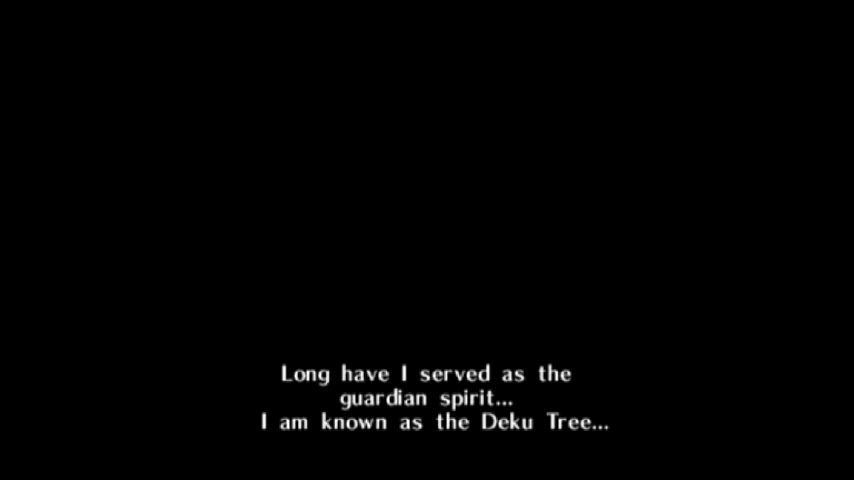 Long have I served as the
guardian spirit...
I am known as the Deku Tree...